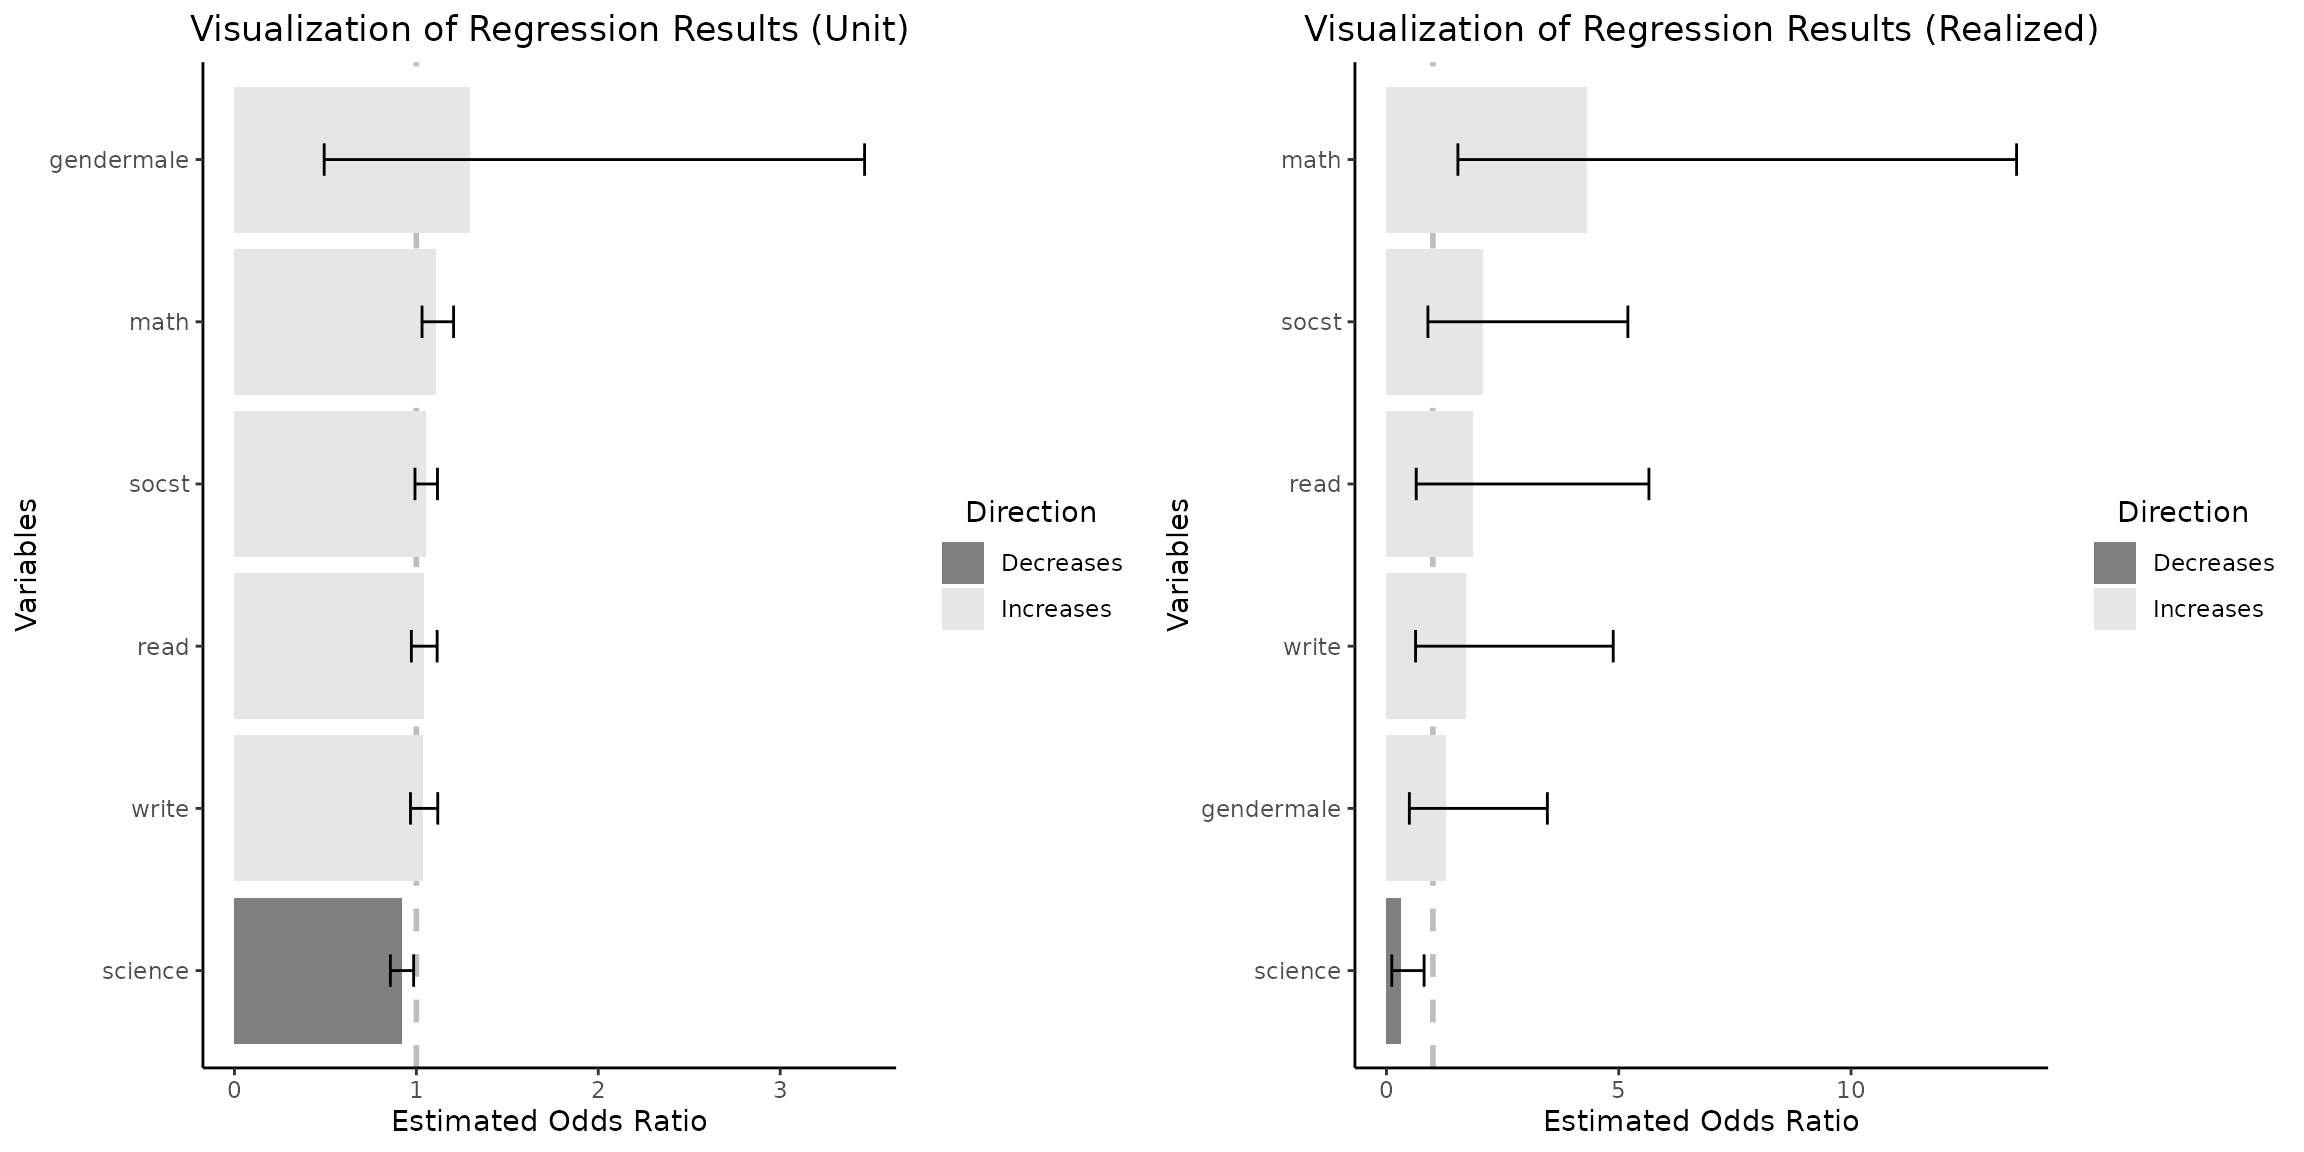 Visualization of Regression Results (Unit)
gendermale
math
socst
read
write
science
Variables
0 1 2 3
Estimated Odds Ratio
Direction
Decreases
Increases
Visualization of Regression Results (Realized)
math
socst
read
write
gendermale
science
Variables
0 5 10
Estimated Odds Ratio
Direction
Decreases
Increases